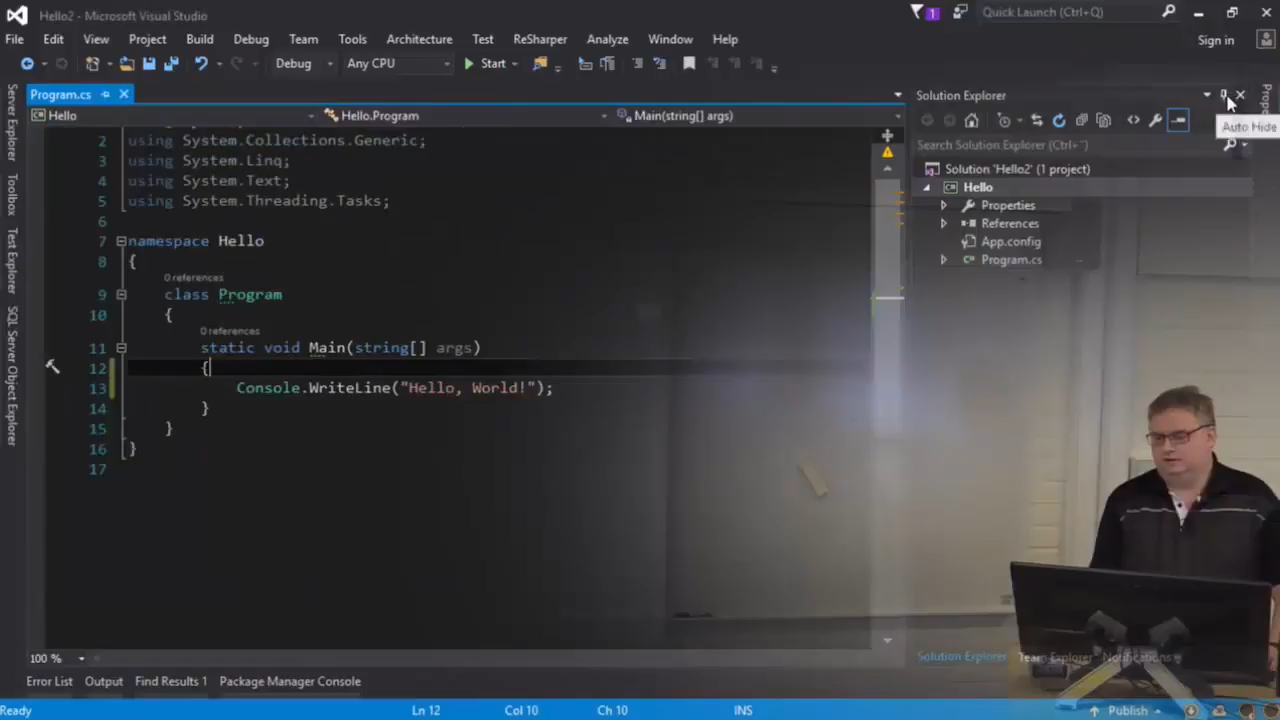 Hello2 - Microsoft Visual Studio
1
Quick Launch (Ctrl+Q)
File Edit View Project Build Debug Team Tools Architecture Test ReSharper Analyze Window Help
Sign in
Debug Any CPU Start
Server Explorer
Toolbox
Test Explorer
SQL Server Object Explorer
Program.cs
Hello Hello.Program Main(string[] args)
2 using System.Collections.Generic;
3 using System.Linq;
4 using System.Text;
5 using System.Threading.Tasks;
6
7 namespace Hello
8 {
0 references
9 class Program
10 {
0 references
11 static void Main(string[] args)
12 {
13 Console.WriteLine("Hello, World!");
14 }
15 }
16 }
17
100 %
Solution Explorer
Auto Hide
Search Solution Explorer (Ctrl+¨)
Solution 'Hello2' (1 project)
Hello
Properties
References
App.config
Program.cs
Solution Explorer Team Explorer Notifications
Error List Output Find Results 1 Package Manager Console
Ready Ln 12 Col 10 Ch 10 INS Publish